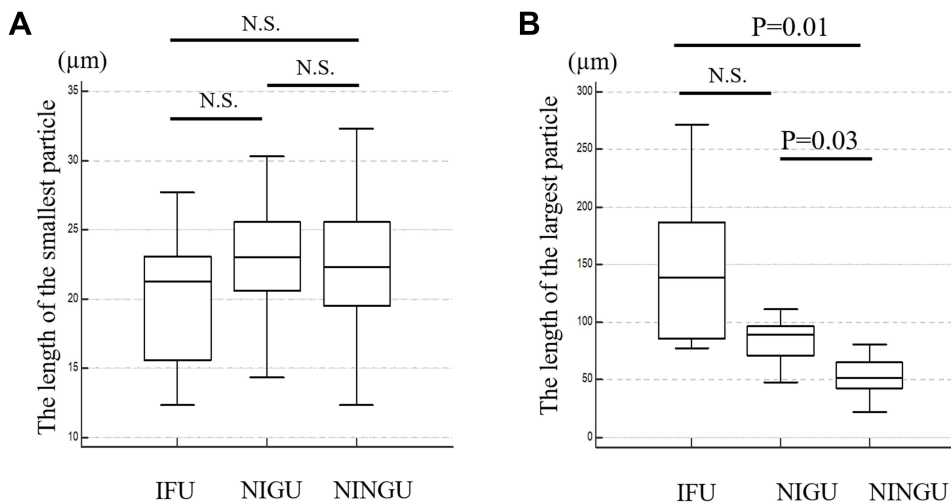 A
(µm)
The length of the smallest particle
N.S.
N.S.
N.S.
35
30
25
20
15
10
IFU NIGU NINGU
B
(µm)
The length of the largest particle
P=0.01
N.S.
P=0.03
300
250
200
150
100
50
0
IFU NIGU NINGU